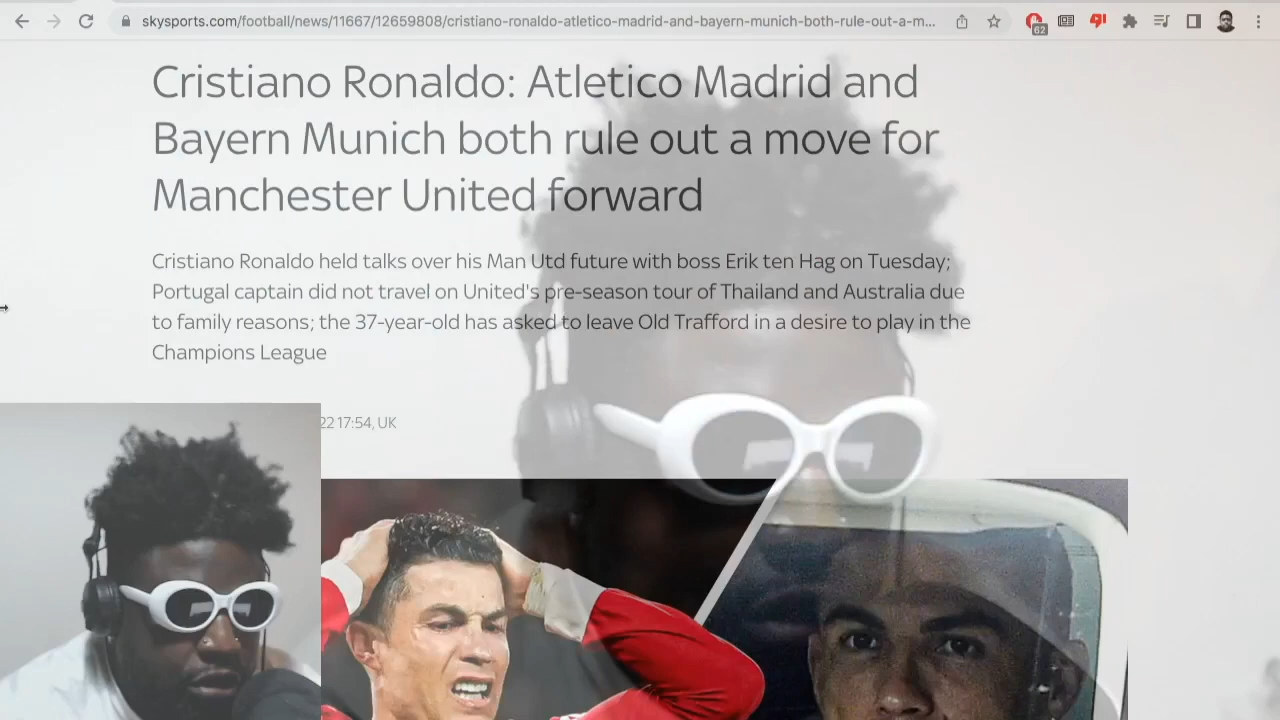 skysports.com/football/news/11667/12659808/cristiano-ronaldo-atletico-madrid-and-bayern-munich-both-rule-out-a-m...
62
Cristiano Ronaldo: Atletico Madrid and
Bayern Munich both rule out a move for
Manchester United forward
Cristiano Ronaldo held talks over his Man Utd future with boss Erik ten Hag on Tuesday;
Portugal captain did not travel on United's pre-season tour of Thailand and Australia due
to family reasons; the 37-year-old has asked to leave Old Trafford in a desire to play in the
Champions League
22 17:54, UK